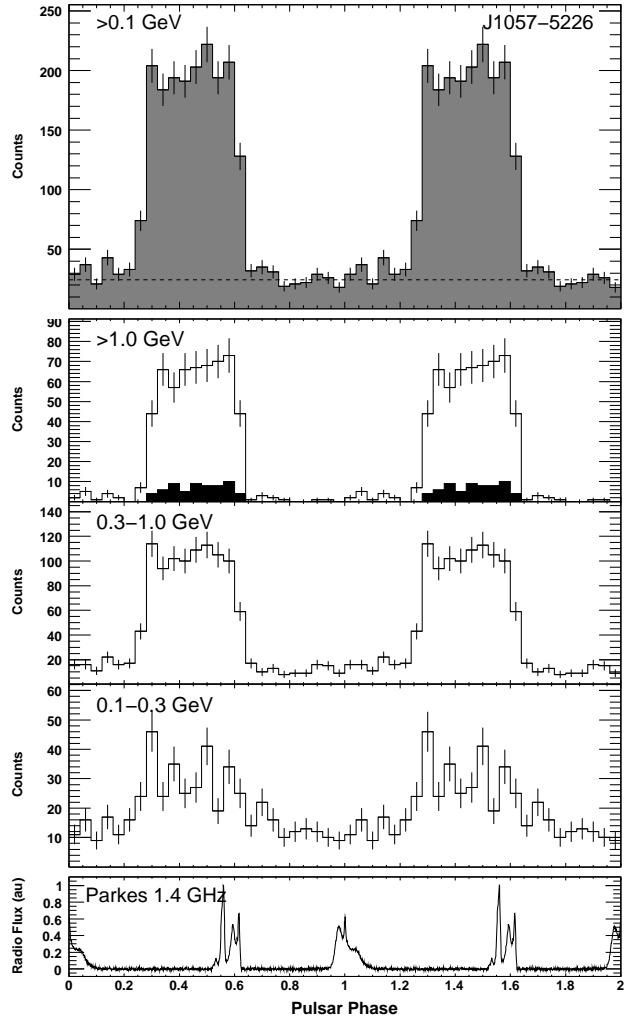 >0.1 GeV J1057−5226
250
200
150
100
50
Counts
>1.0 GeV
90
80
70
60
50
40
30
20
10
Counts
0.3−1.0 GeV
140
120
100
80
60
40
20
Counts
0.1−0.3 GeV
60
50
40
30
20
10
Counts
Parkes 1.4 GHz
1
0.8
0.6
0.4
0.2
0
Radio Flux (au)
0 0.2 0.4 0.6 0.8 1 1.2 1.4 1.6 1.8 2
Pulsar Phase